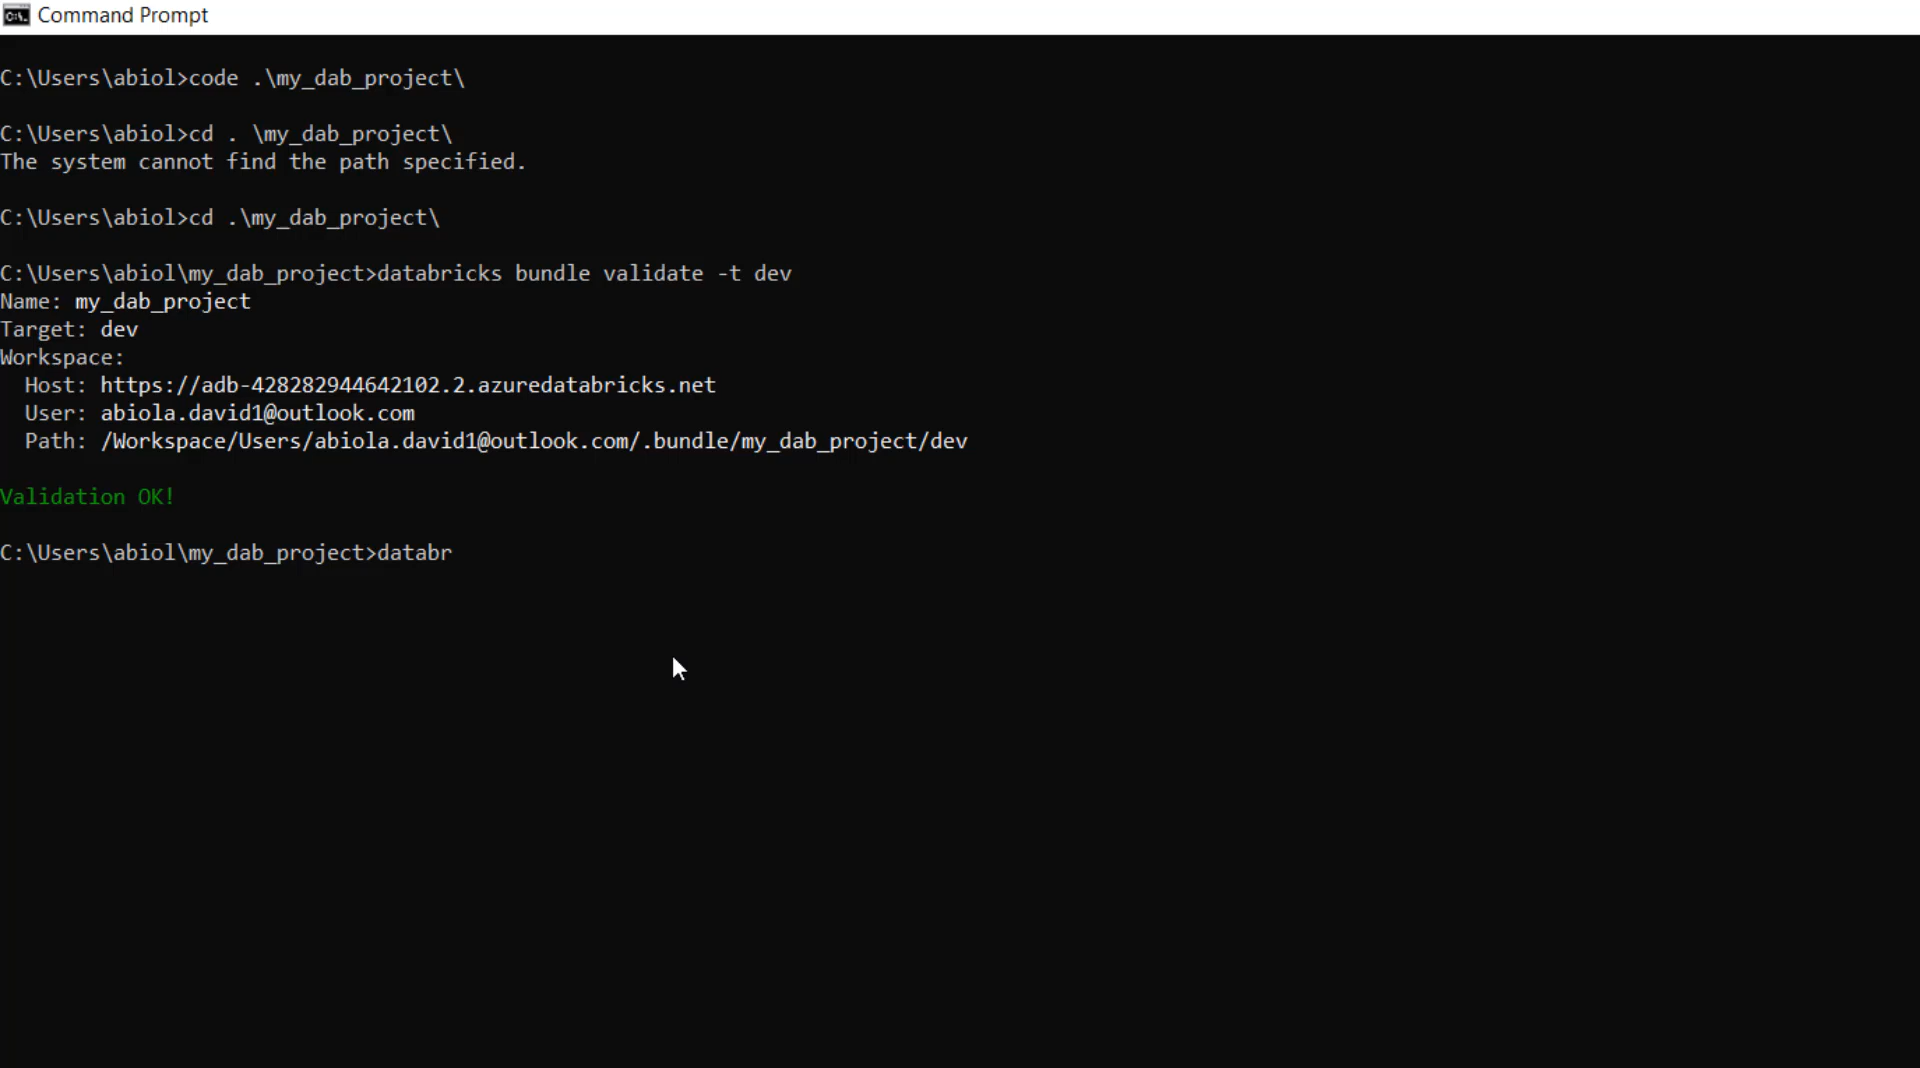 Command Prompt
C:\Users\abiol>code .\my_dab_project\
C:\Users\abiol>cd . \my_dab_project\
The system cannot find the path specified.
C:\Users\abiol>cd .\my_dab_project\
C:\Users\abiol\my_dab_project>databricks bundle validate -t dev
Name: my_dab_project
Target: dev
Workspace:
  Host: https://adb-428282944642102.2.azuredatabricks.net
  User: abiola.david1@outlook.com
  Path: /Workspace/Users/abiola.david1@outlook.com/.bundle/my_dab_project/dev
Validation OK!
C:\Users\abiol\my_dab_project>databr